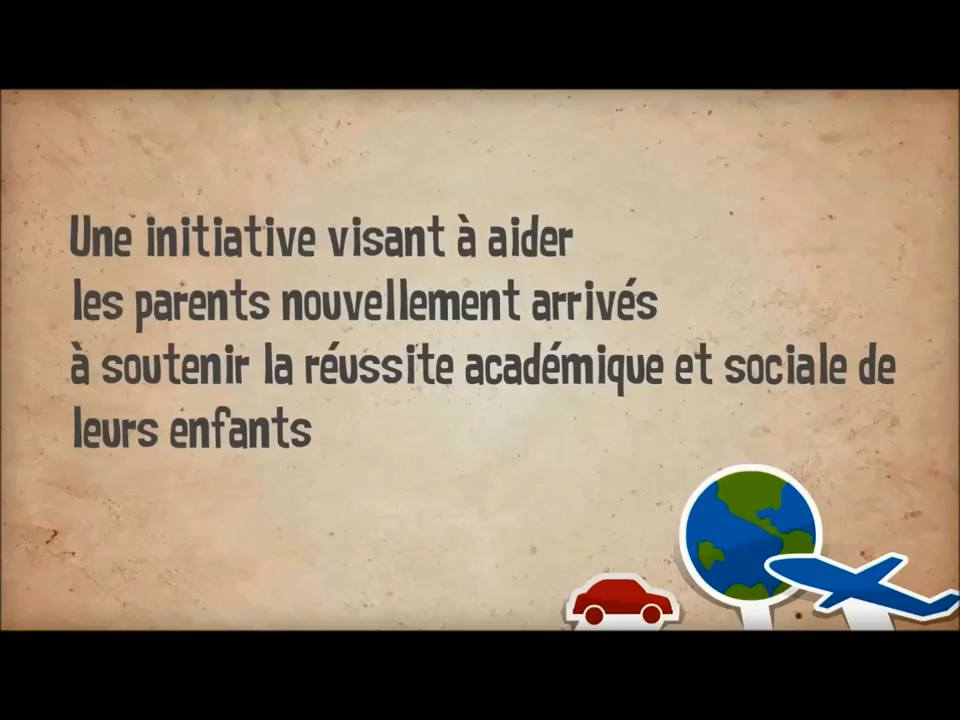 Une initiative visant à aider
les parents nouvellement arrivés
à soutenir la réussite académique et sociale de
leurs enfants